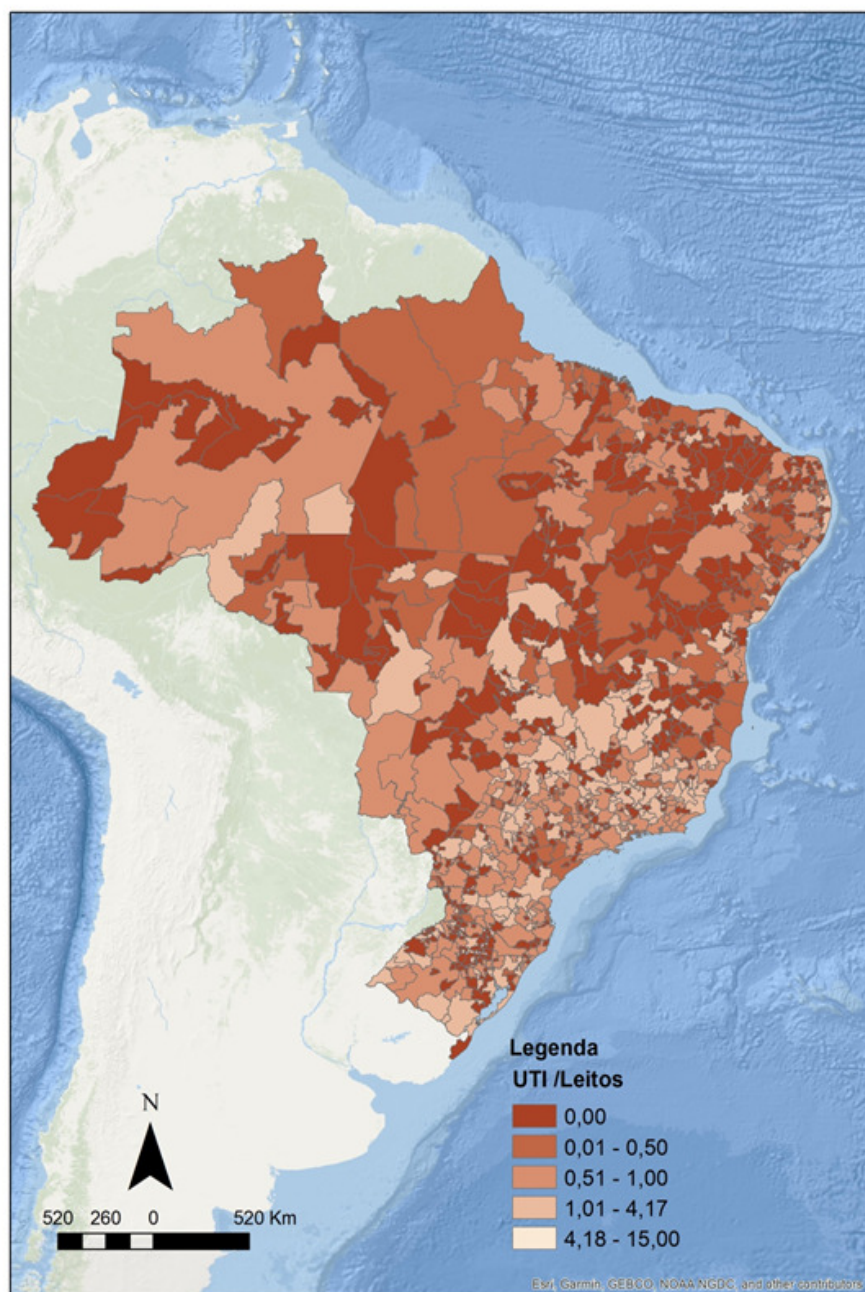 Legenda
UTI /Leitos
0,00
0,01 - 0,50
0,51 - 1,00
1,01 - 4,17
4,18 - 15,00
N
520 260 0 520 Km
Esri, Garmin, GEBCO, NOAA NGDC, and other contributors